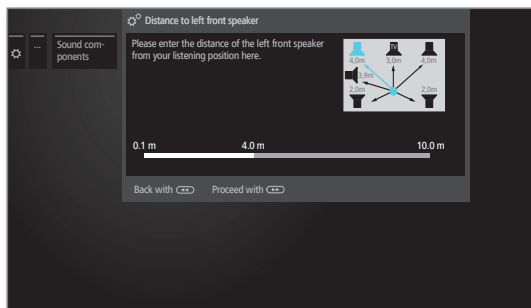 Distance to left front speaker
...
Sound com-
ponents
Please enter the distance of the left front speaker
from your listening position here.
TV
4,0m 3,0m 4,0m
3,9m
2,0m 2,0m
0.1 m 4.0 m 10.0 m
Back with Proceed with